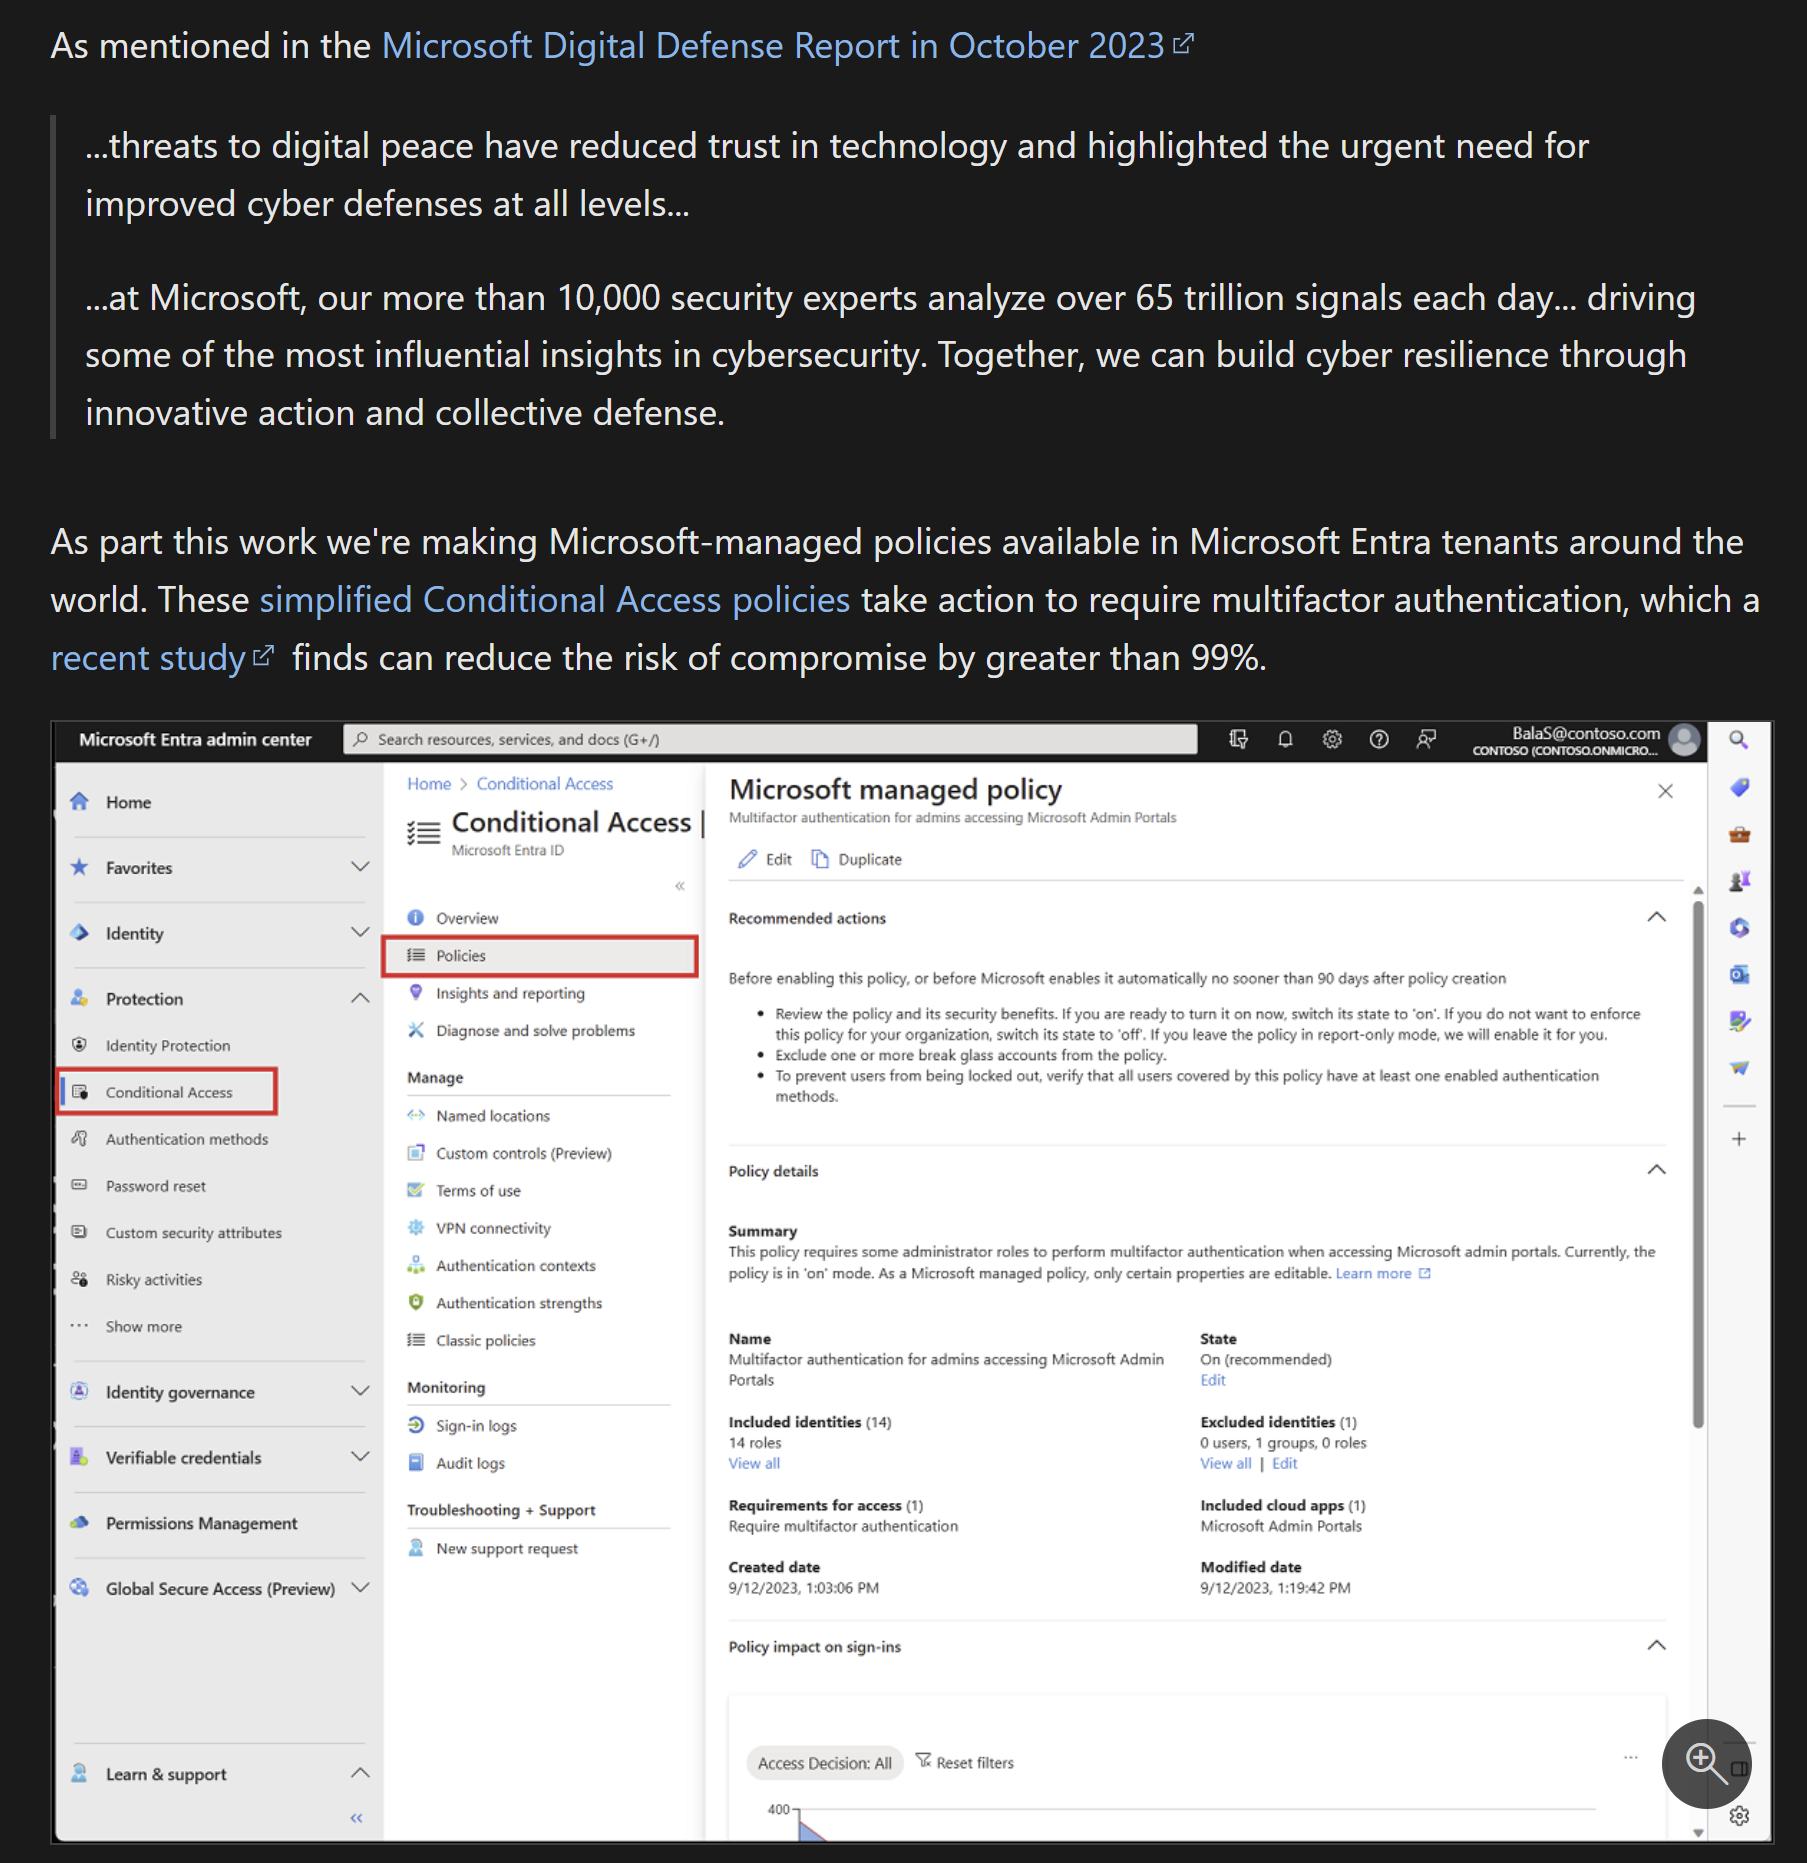 As mentioned in the Microsoft Digital Defense Report in October 2023
...threats to digital peace have reduced trust in technology and highlighted the urgent need for
improved cyber defenses at all levels...
...at Microsoft, our more than 10,000 security experts analyze over 65 trillion signals each day... driving
some of the most influential insights in cybersecurity. Together, we can build cyber resilience through
innovative action and collective defense.
As part this work we're making Microsoft-managed policies available in Microsoft Entra tenants around the
world. These simplified Conditional Access policies take action to require multifactor authentication, which a
recent study finds can reduce the risk of compromise by greater than 99%.
Microsoft Entra admin center
Search resources, services, and docs (G+/)
BalaS@contoso.com
CONTOSO (CONTOSO.ONMICRO...
Home
Favorites
Identity
Protection
Identity Protection
Conditional Access
Authentication methods
Password reset
Custom security attributes
Risky activities
Show more
Identity governance
Verifiable credentials
Permissions Management
Global Secure Access (Preview)
Learn & support
Home > Conditional Access
Conditional Access |
Microsoft Entra ID
Overview
Policies
Insights and reporting
Diagnose and solve problems
Manage
Named locations
Custom controls (Preview)
Terms of use
VPN connectivity
Authentication contexts
Authentication strengths
Classic policies
Monitoring
Sign-in logs
Audit logs
Troubleshooting + Support
New support request
Microsoft managed policy
Multifactor authentication for admins accessing Microsoft Admin Portals
Edit Duplicate
Recommended actions
Before enabling this policy, or before Microsoft enables it automatically no sooner than 90 days after policy creation
• Review the policy and its security benefits. If you are ready to turn it on now, switch its state to 'on'. If you do not want to enforce
this policy for your organization, switch its state to 'off'. If you leave the policy in report-only mode, we will enable it for you.
• Exclude one or more break glass accounts from the policy.
• To prevent users from being locked out, verify that all users covered by this policy have at least one enabled authentication
methods.
Policy details
Summary
This policy requires some administrator roles to perform multifactor authentication when accessing Microsoft admin portals. Currently, the
policy is in 'on' mode. As a Microsoft managed policy, only certain properties are editable. Learn more
Name
Multifactor authentication for admins accessing Microsoft Admin
Portals
State
On (recommended)
Edit
Included identities (14)
14 roles
View all
Excluded identities (1)
0 users, 1 groups, 0 roles
View all | Edit
Requirements for access (1)
Require multifactor authentication
Included cloud apps (1)
Microsoft Admin Portals
Created date
9/12/2023, 1:03:06 PM
Modified date
9/12/2023, 1:19:42 PM
Policy impact on sign-ins
Access Decision: All
Reset filters
400